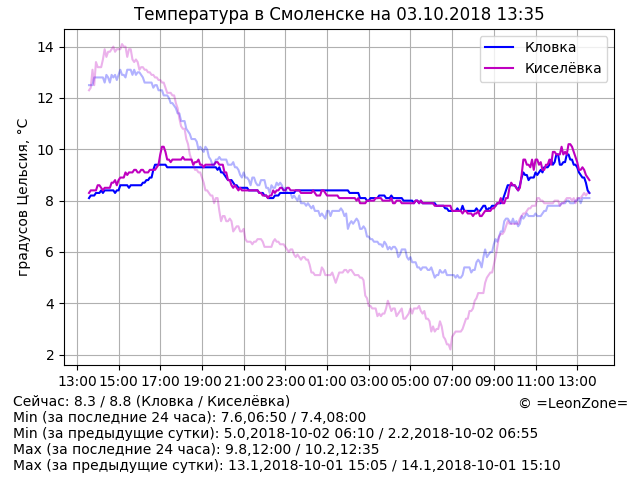 Температура в Смоленске на 03.10.2018 13:35
Кловка
Киселёвка
градусов Цельсия, °C
14
12
10
8
6
4
2
13:00 15:00 17:00 19:00 21:00 23:00 01:00 03:00 05:00 07:00 09:00 11:00 13:00
Сейчас: 8.3 / 8.8 (Кловка / Киселёвка)
© =LeonZone=
Min (за последние 24 часа): 7.6,06:50 / 7.4,08:00
Min (за предыдущие сутки): 5.0,2018-10-02 06:10 / 2.2,2018-10-02 06:55
Max (за последние 24 часа): 9.8,12:00 / 10.2,12:35
Max (за предыдущие сутки): 13.1,2018-10-01 15:05 / 14.1,2018-10-01 15:10